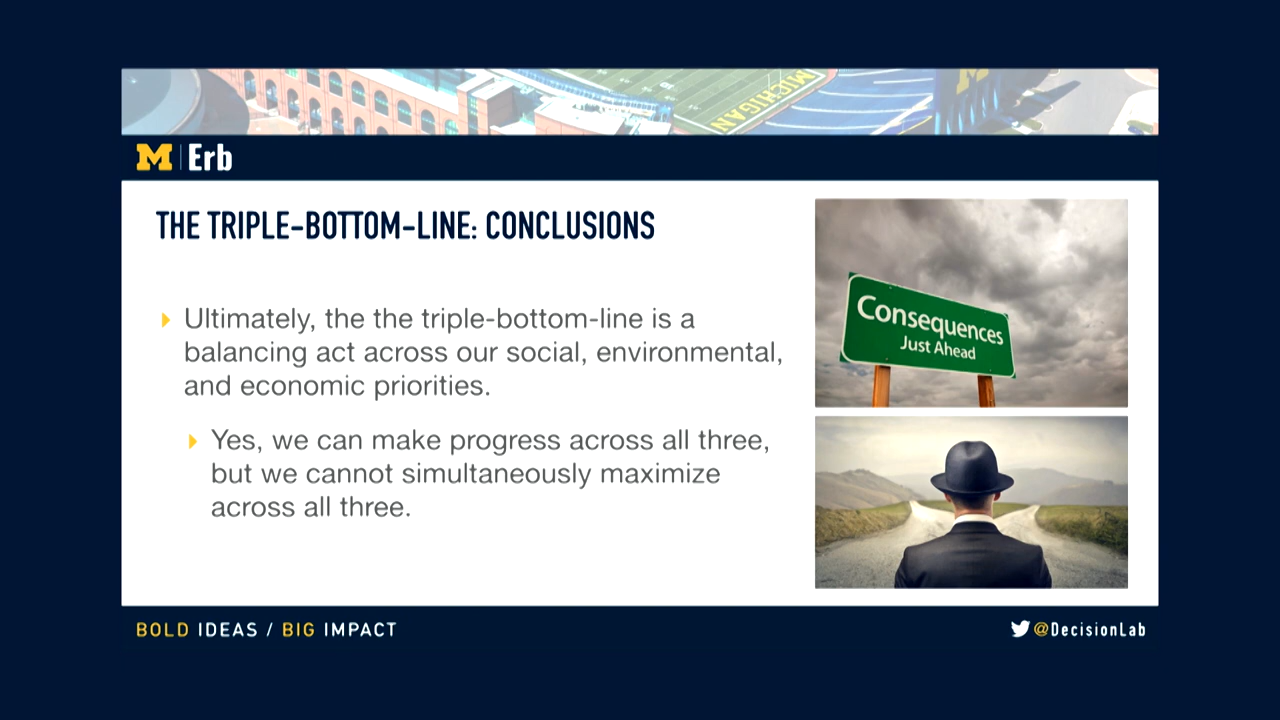 MICHIGAN
M
M | Erb
THE TRIPLE-BOTTOM-LINE: CONCLUSIONS
Ultimately, the the triple-bottom-line is a
balancing act across our social, environmental,
and economic priorities.
Yes, we can make progress across all three,
but we cannot simultaneously maximize
across all three.
Consequences
Just Ahead
BOLD IDEAS / BIG IMPACT
@DecisionLab